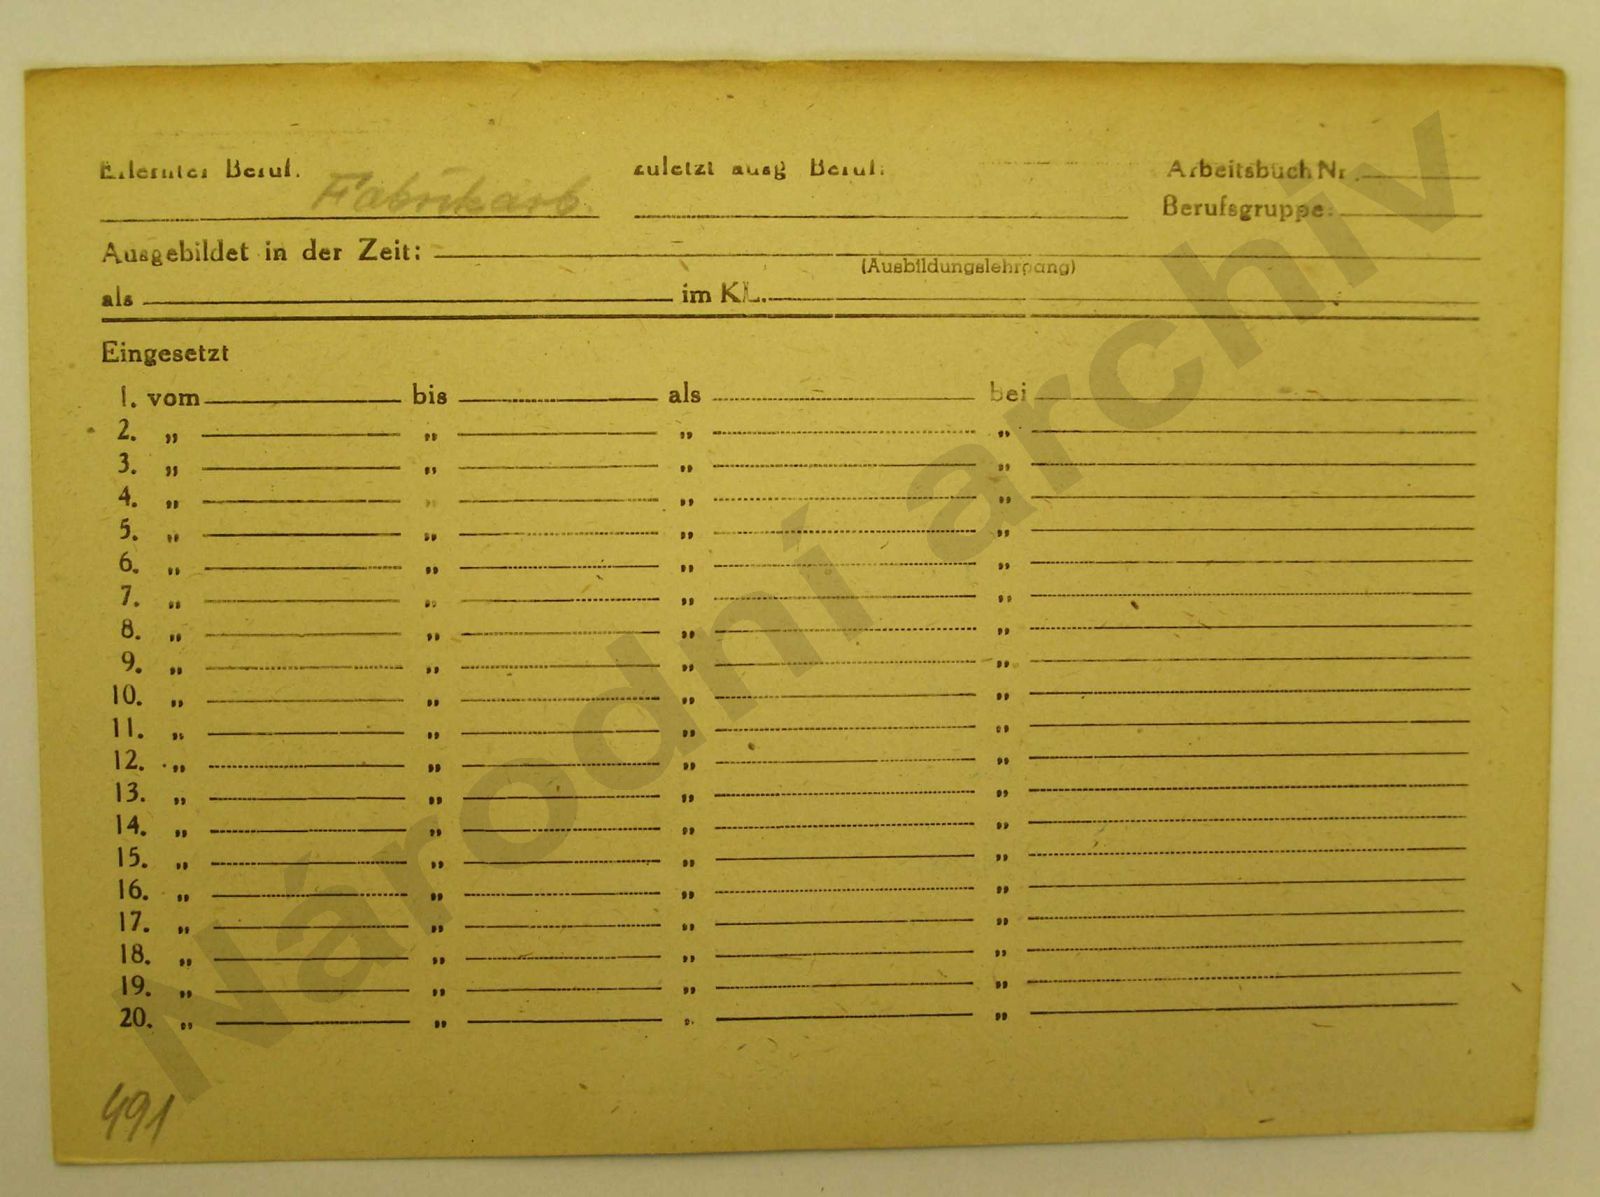 Erlernter Beruf: zuletzt ausg Beruf: Arbeitsbuch Nr.
Fabrikarb. Berufsgruppe:
Ausgebildet in der Zeit:
(Ausbildungslehrgang)
als im KL.
Eingesetzt
1. vom bis als bei
2. „ „ „ „
3. „ „ „ „
4. „ „ „ „
5. „ „ „ „
6. „ „ „ „
7. „ „ „ „
8. „ „ „ „
9. „ „ „ „
10. „ „ „ „
11. „ „ „ „
12. „ „ „ „
13. „ „ „ „
14. „ „ „ „
15. „ „ „ „
16. „ „ „ „
17. „ „ „ „
18. „ „ „ „
19. „ „ „ „
20. „ „ „ „
491
Národní archiv